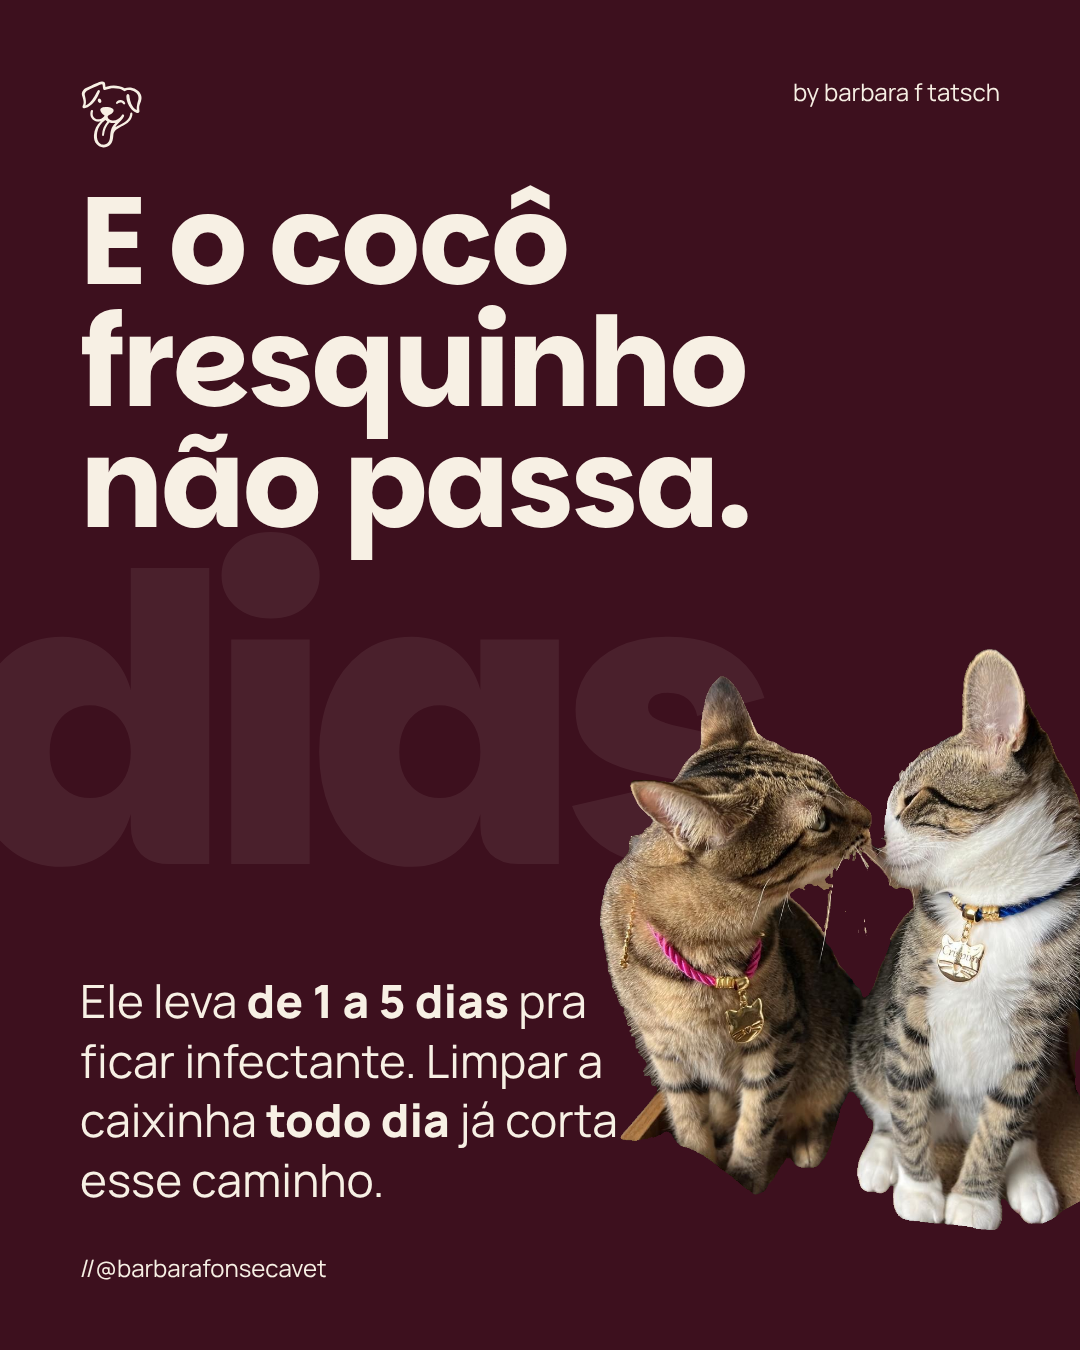 by barbara f tatsch
E o cocô
fresquinho
não passa.
dias
Ele leva de 1 a 5 dias pra
ficar infectante. Limpar a
caixinha todo dia já corta
esse caminho.
//@barbarafonsecavet